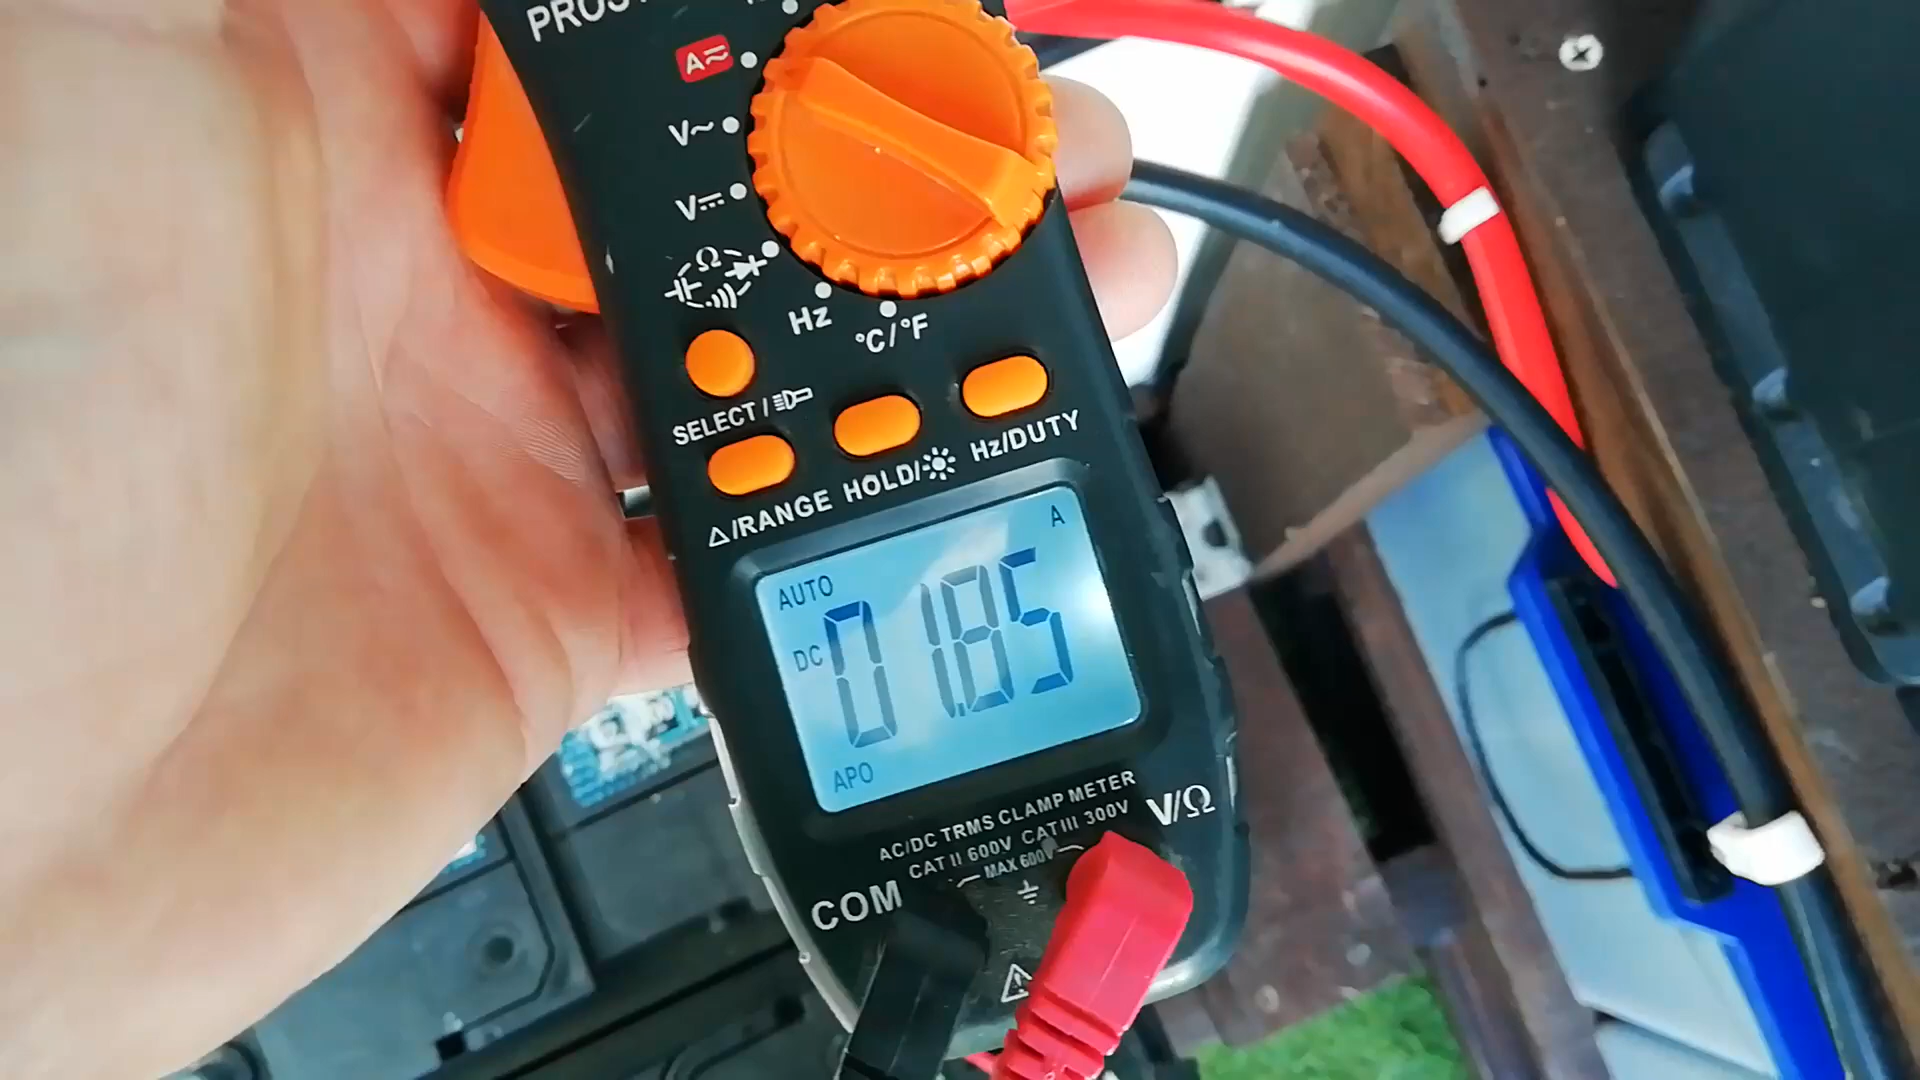 A
V~
V
Ω
Hz
°C/°F
SELECT/
△/RANGE HOLD/ Hz/DUTY
AUTO
A
DC
01.85
APO
AC/DC TRMS CLAMP METER
CAT II 600V CAT III 300V
MAX 600V
V/Ω
COM